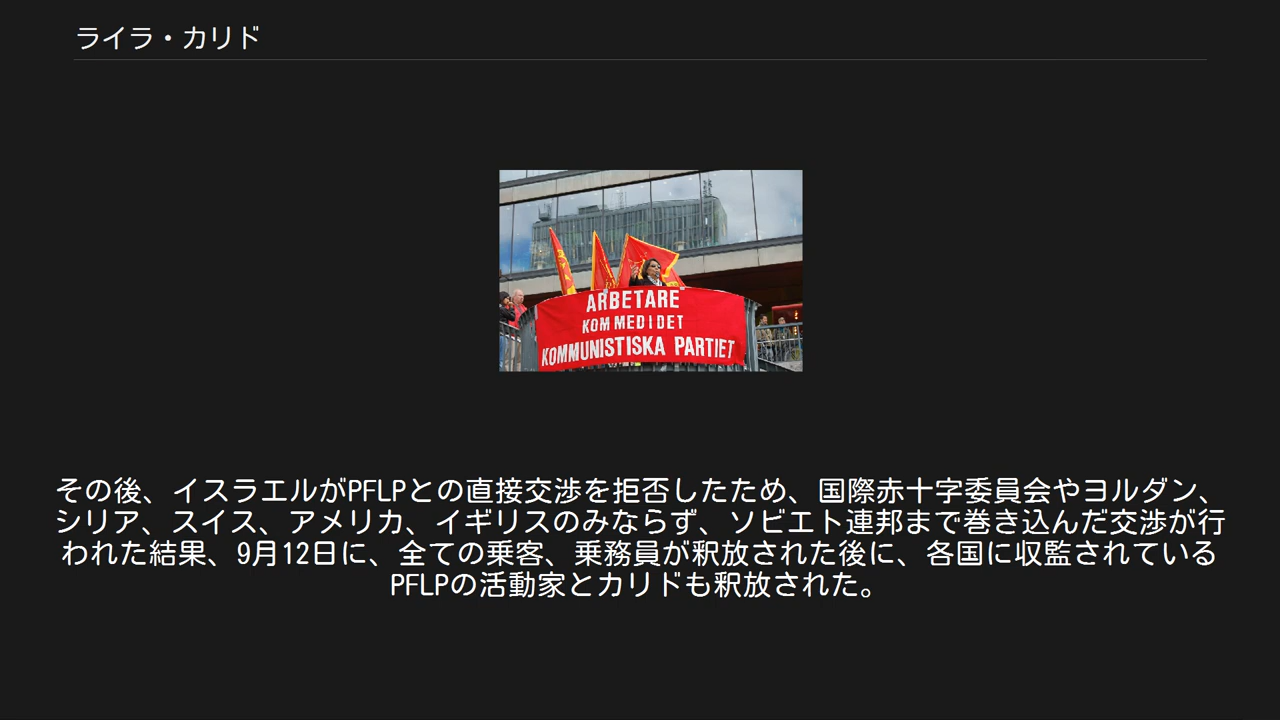 ライラ・カリド
ARBETARE
KOM MED I DET
KOMMUNISTISKA PARTIET
その後、イスラエルがPFLPとの直接交渉を拒否したため、国際赤十字委員会やヨルダン、
シリア、スイス、アメリカ、イギリスのみならず、ソビエト連邦まで巻き込んだ交渉が行
われた結果、9月12日に、全ての乗客、乗務員が釈放された後に、各国に収監されている
PFLPの活動家とカリドも釈放された。